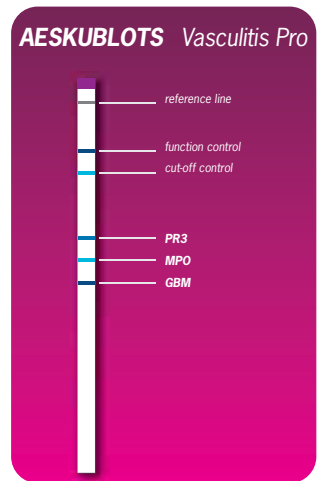 AESKUBLOTS Vasculitis Pro
reference line
function control
cut-off control
PR3
MPO
GBM